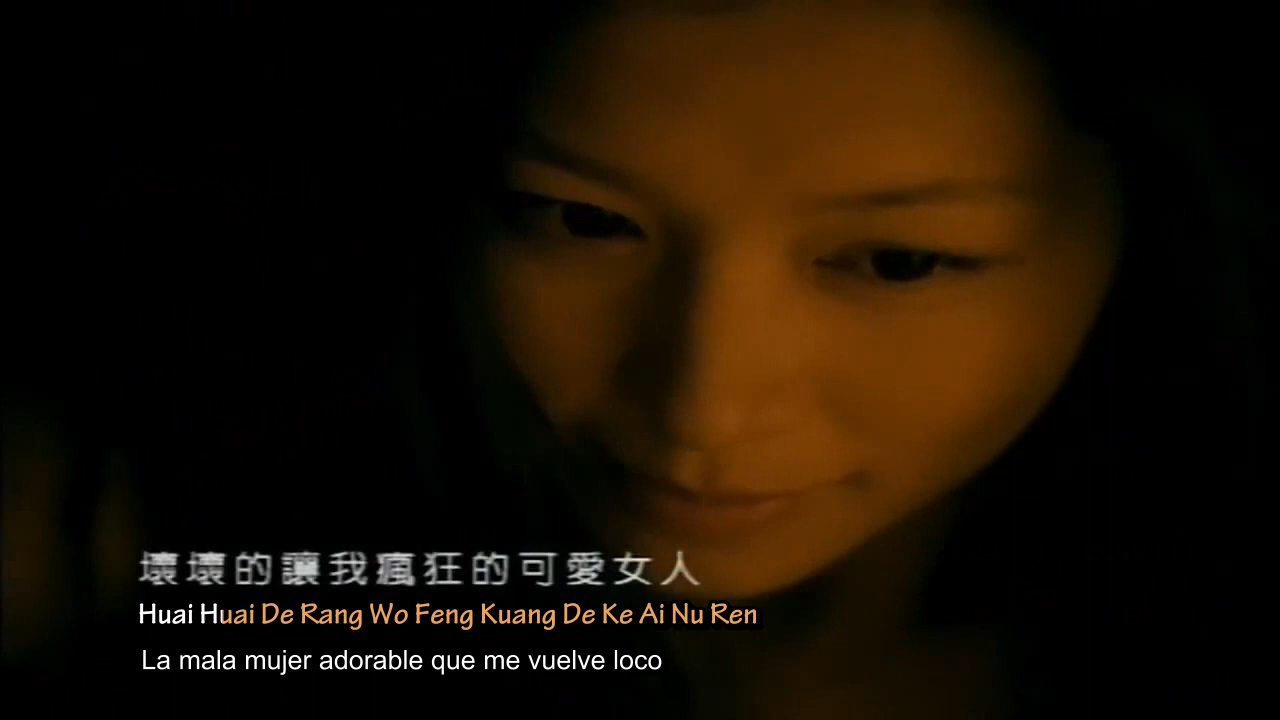 壞壞的讓我瘋狂的可愛女人
Huai Huai De Rang Wo Feng Kuang De Ke Ai Nu Ren
La mala mujer adorable que me vuelve loco